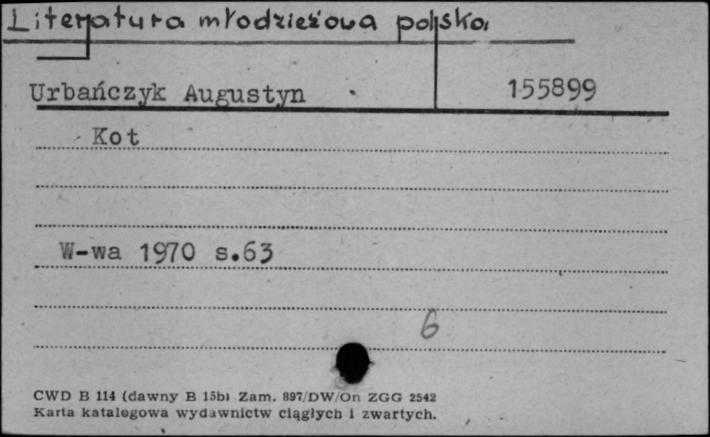 Literatura młodzieżowa polska
Urbańczyk Augustyn 155899
Kot
W-wa 1970 s.63
6
CWD B 114 (dawny B 15b) Zam. 897/DW/On ZGG 2542
Karta katalogowa wydawnictw ciągłych i zwartych.